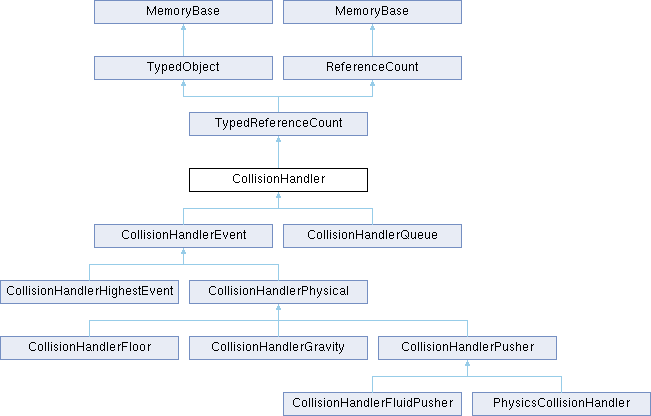 MemoryBase
MemoryBase
TypedObject
ReferenceCount
TypedReferenceCount
CollisionHandler
CollisionHandlerEvent
CollisionHandlerQueue
CollisionHandlerHighestEvent
CollisionHandlerPhysical
CollisionHandlerFloor
CollisionHandlerGravity
CollisionHandlerPusher
CollisionHandlerFluidPusher
PhysicsCollisionHandler